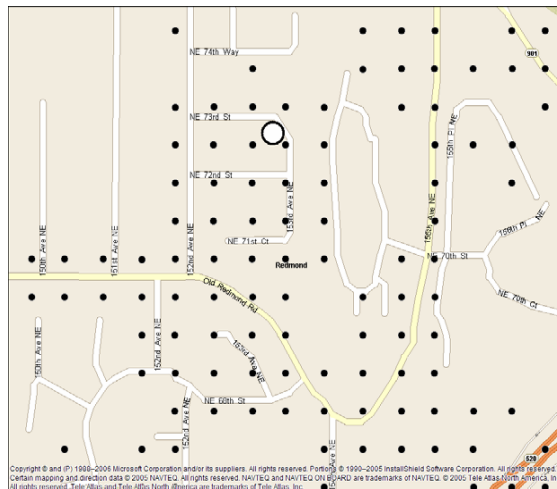 NE 74th Way
901
NE 73rd St
156th Pl NE
NE 72nd St
150th Ave NE
151st Ave NE
152nd Ave NE
153rd Ave NE
156th Ave NE
158th Pl
NE 71st Ct
NE 70th St
Redmond
NE 70th Ct
Old Redmond Rd
150th Ave NE
152nd Ave NE
153rd Ave NE
NE 68th St
152nd Ave
Ave NE
520
Copyright © and (P) 1988–2006 Microsoft Corporation and/or its suppliers. All rights reserved. Portions © 1990–2005 InstallShield Software Corporation. All rights reserved.
Certain mapping and direction data © 2005 NAVTEQ. All rights reserved. NAVTEQ and NAVTEQ ON BOARD are trademarks of NAVTEQ. © 2005 Tele Atlas North America,
All rights reserved. Tele Atlas and Tele Atlas North America are trademarks of Tele Atlas, Inc.